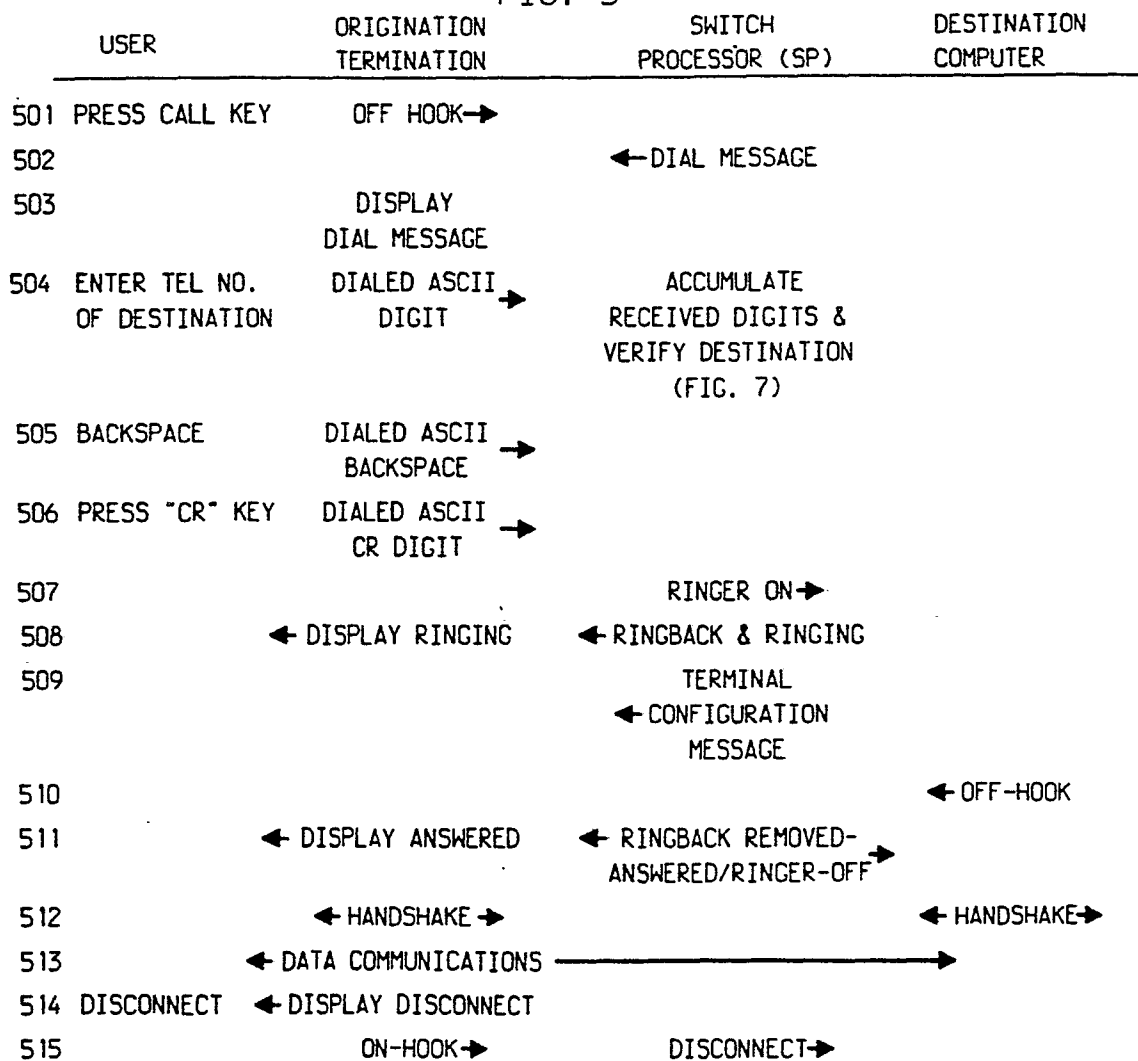 FIG. 5
USER ORIGINATION TERMINATION SWITCH PROCESSOR (SP) DESTINATION COMPUTER
501 PRESS CALL KEY OFF HOOK→
502 ←DIAL MESSAGE
503 DISPLAY
DIAL MESSAGE
504 ENTER TEL NO. DIALED ASCII → ACCUMULATE
OF DESTINATION DIGIT RECEIVED DIGITS &
VERIFY DESTINATION
(FIG. 7)
505 BACKSPACE DIALED ASCII →
BACKSPACE
506 PRESS "CR" KEY DIALED ASCII →
CR DIGIT
507 RINGER ON→
508 ← DISPLAY RINGING ← RINGBACK & RINGING
509 TERMINAL
← CONFIGURATION
MESSAGE
510 ← OFF-HOOK
511 ← DISPLAY ANSWERED ← RINGBACK REMOVED- →
ANSWERED/RINGER-OFF
512 ← HANDSHAKE → ← HANDSHAKE→
513 ← DATA COMMUNICATIONS →
514 DISCONNECT ← DISPLAY DISCONNECT
515 ON-HOOK→ DISCONNECT→